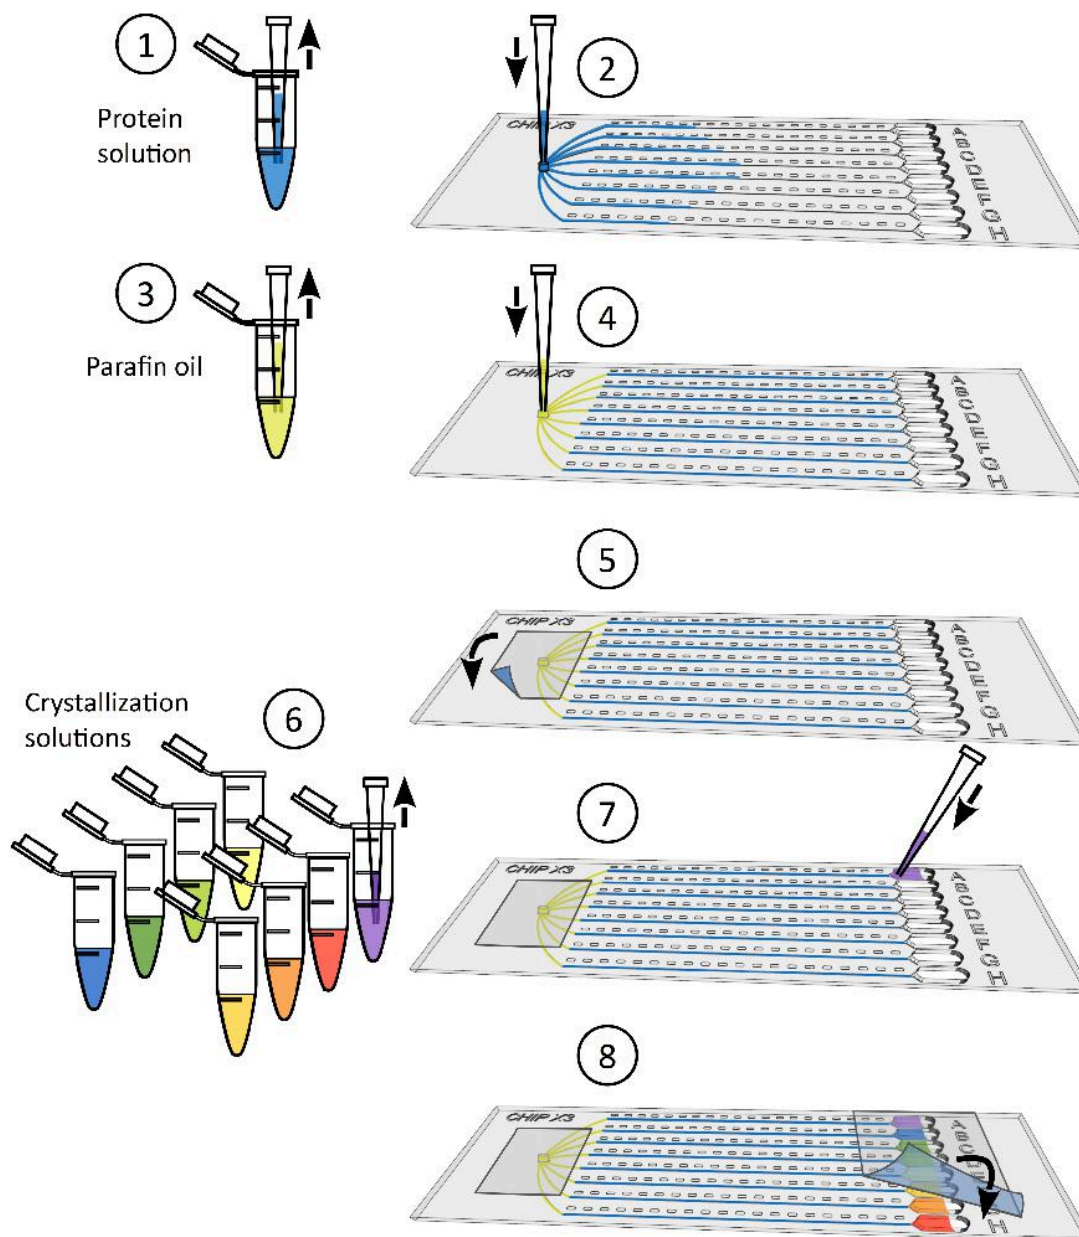 1
Protein
solution
2
CHIP X3
A B C D E F G H
3
Parafin oil
4
CHIP X3
A B C D E F G H
5
CHIP X3
A B C D E F G H
Crystallization
solutions
6
7
CHIP X3
A B C D E F G H
8
CHIP X3
A B C D E
H